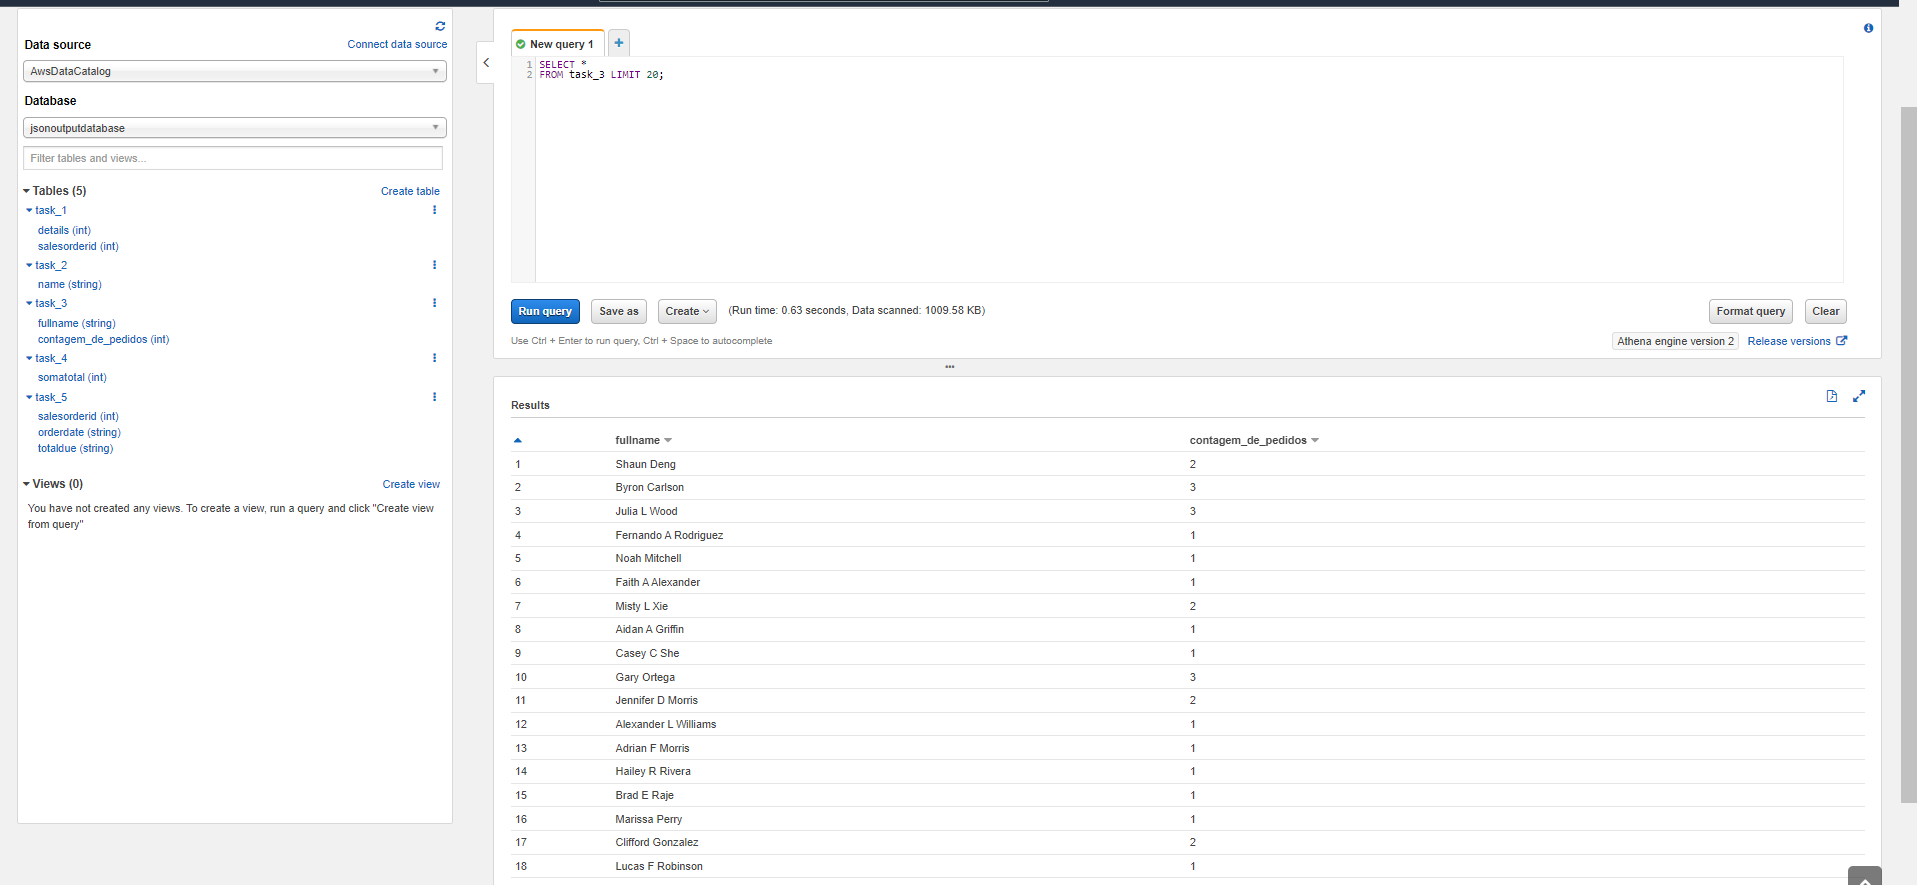 Data source
Connect data source
AwsDataCatalog
Database
jsonoutputdatabase
Filter tables and views...
Tables (5)
Create table
task_1
details (int)
salesorderid (int)
task_2
name (string)
task_3
fullname (string)
contagem_de_pedidos (int)
task_4
somatotal (int)
task_5
salesorderid (int)
orderdate (string)
totaldue (string)
Views (0)
Create view
You have not created any views. To create a view, run a query and click "Create view
from query"
New query 1
1 SELECT *
2 FROM task_3 LIMIT 20;
Run query
Save as
Create
(Run time: 0.63 seconds, Data scanned: 1009.58 KB)
Format query
Clear
Use Ctrl + Enter to run query, Ctrl + Space to autocomplete
Athena engine version 2
Release versions
Results
fullname contagem_de_pedidos
1 Shaun Deng 2
2 Byron Carlson 3
3 Julia L Wood 3
4 Fernando A Rodriguez 1
5 Noah Mitchell 1
6 Faith A Alexander 1
7 Misty L Xie 2
8 Aidan A Griffin 1
9 Casey C She 1
10 Gary Ortega 3
11 Jennifer D Morris 2
12 Alexander L Williams 1
13 Adrian F Morris 1
14 Hailey R Rivera 1
15 Brad E Raje 1
16 Marissa Perry 1
17 Clifford Gonzalez 2
18 Lucas F Robinson 1